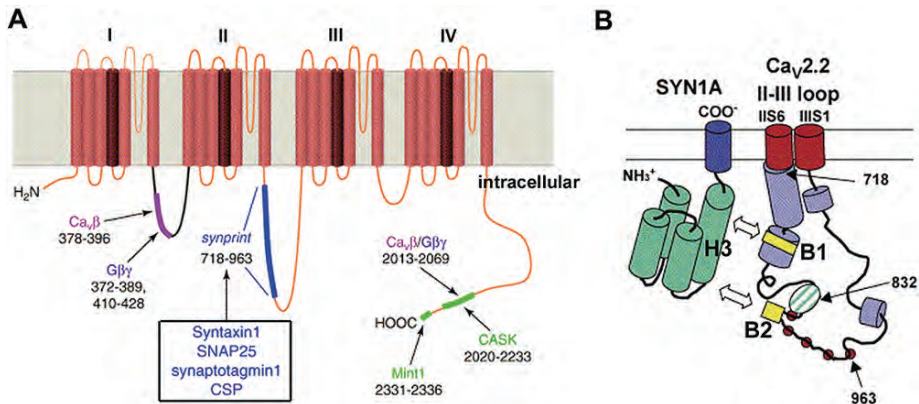 A
I II III IV
H₂N
intracellular
Caᵥβ
378-396
Gβγ
372-389,
410-428
synprint
718-963
Syntaxin1
SNAP25
synaptotagmin1
CSP
Caᵥβ/Gβγ
2013-2069
HOOC
CASK
2020-2233
Mint1
2331-2336
B
SYN1A
COO⁻
CaV2.2
II-III loop
IIS6 IIIS1
NH₃⁺
718
H3
B1
832
B2
963